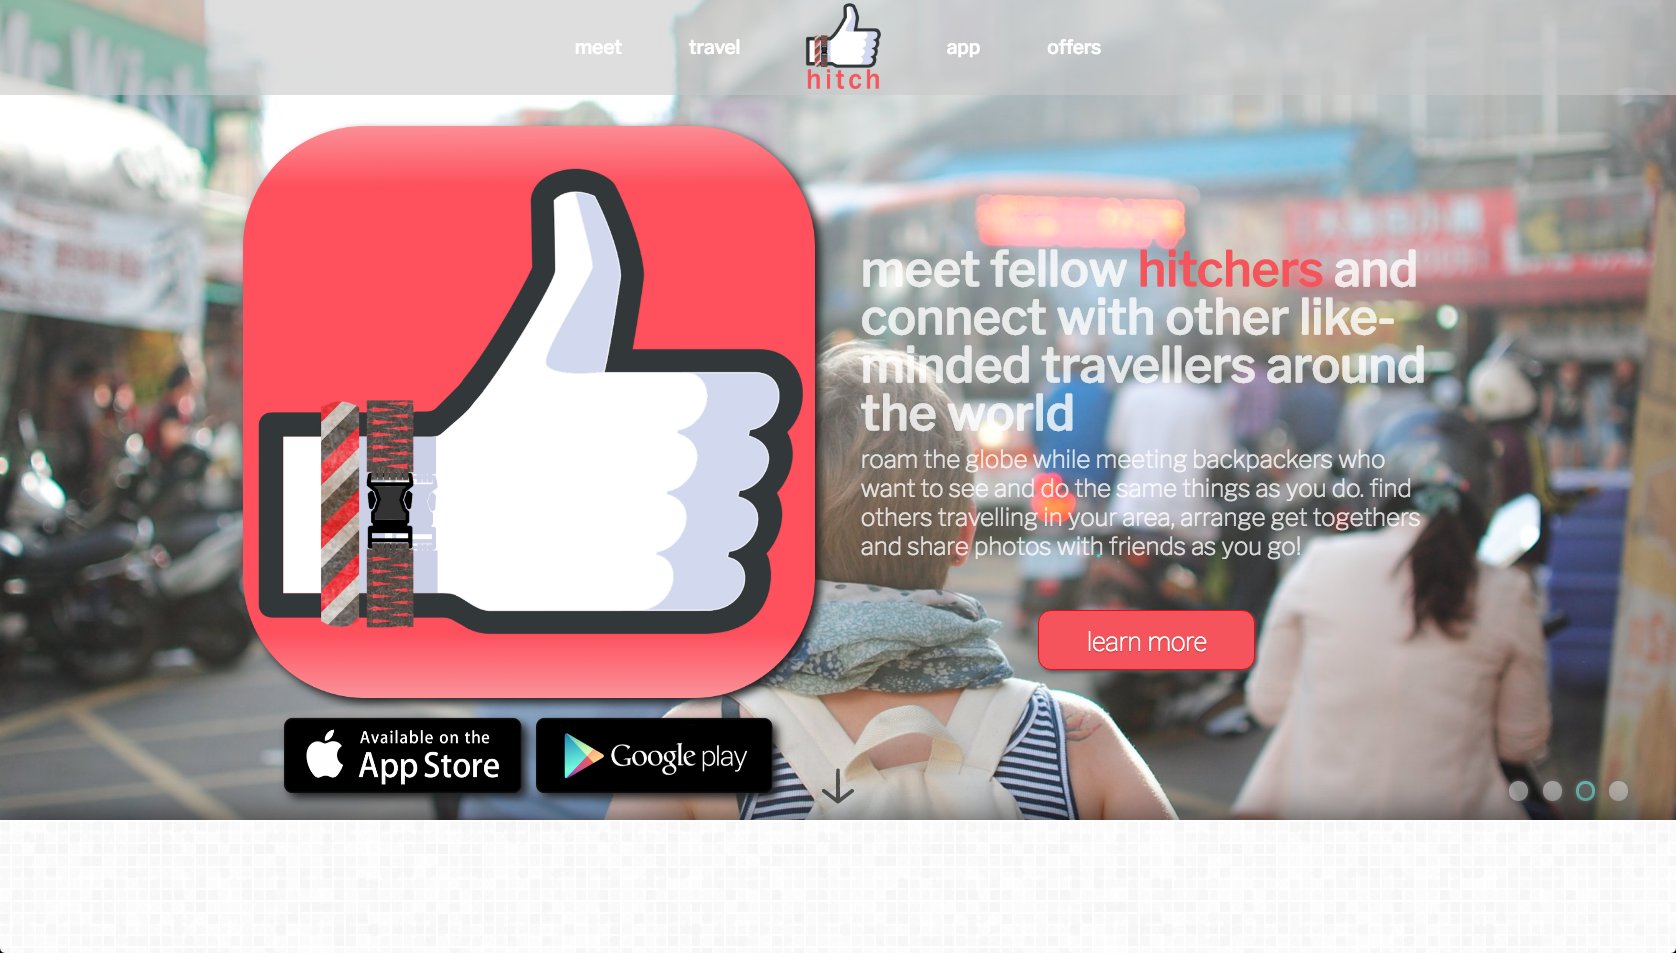 Mr Wish
meet
travel
hitch
app
offers
meet fellow hitchers and
connect with other like-
minded travellers around
the world
roam the globe while meeting backpackers who
want to see and do the same things as you do. find
others travelling in your area, arrange get togethers
and share photos with friends as you go!
learn more
Available on the
App Store
Google play